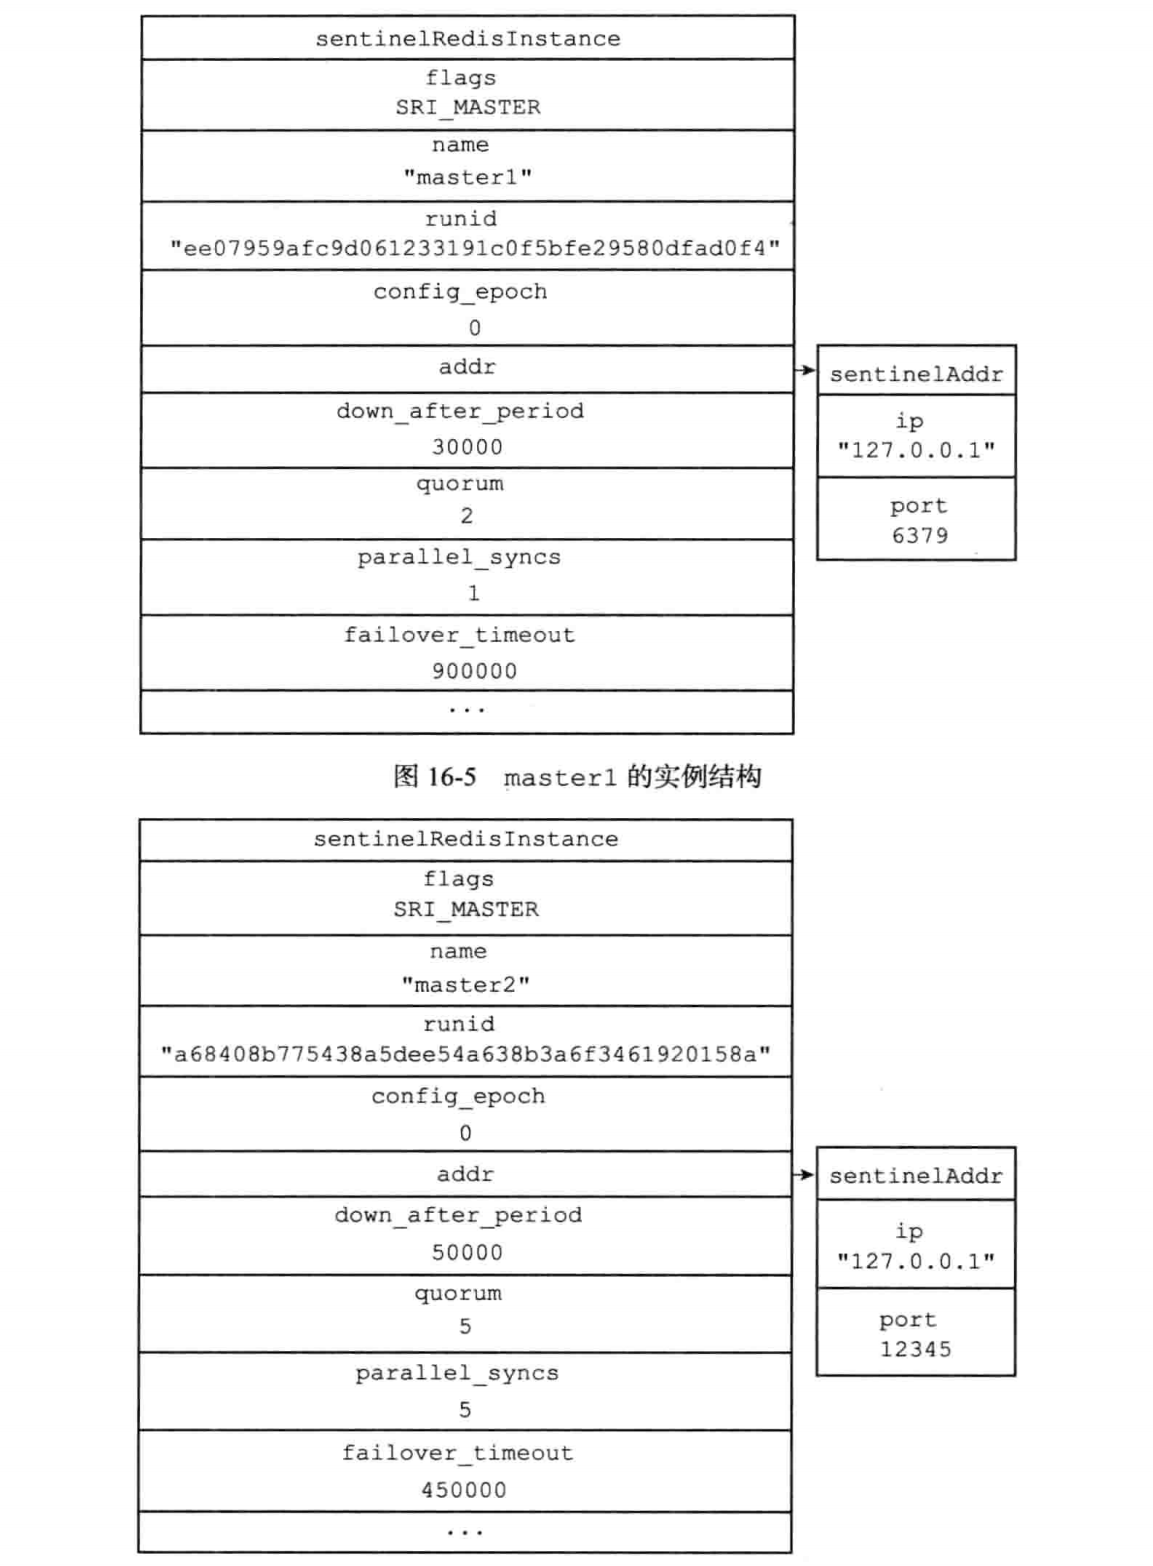 sentinelRedisInstance
flags
SRI_MASTER
name
"master1"
runid
"ee07959afc9d061233191c0f5bfe29580dfad0f4"
config_epoch
0
addr
down_after_period
30000
quorum
2
parallel_syncs
1
failover_timeout
900000
...
sentinelAddr
ip
"127.0.0.1"
port
6379
图 16-5 master1 的实例结构
sentinelRedisInstance
flags
SRI_MASTER
name
"master2"
runid
"a68408b775438a5dee54a638b3a6f3461920158a"
config_epoch
0
addr
down_after_period
50000
quorum
5
parallel_syncs
5
failover_timeout
450000
...
sentinelAddr
ip
"127.0.0.1"
port
12345